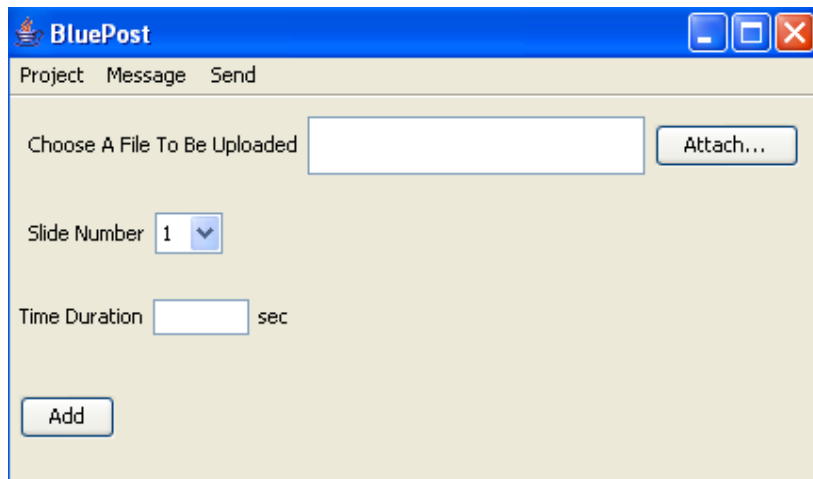 BluePost
Project Message Send
Choose A File To Be Uploaded Attach...
Slide Number 1
Time Duration sec
Add